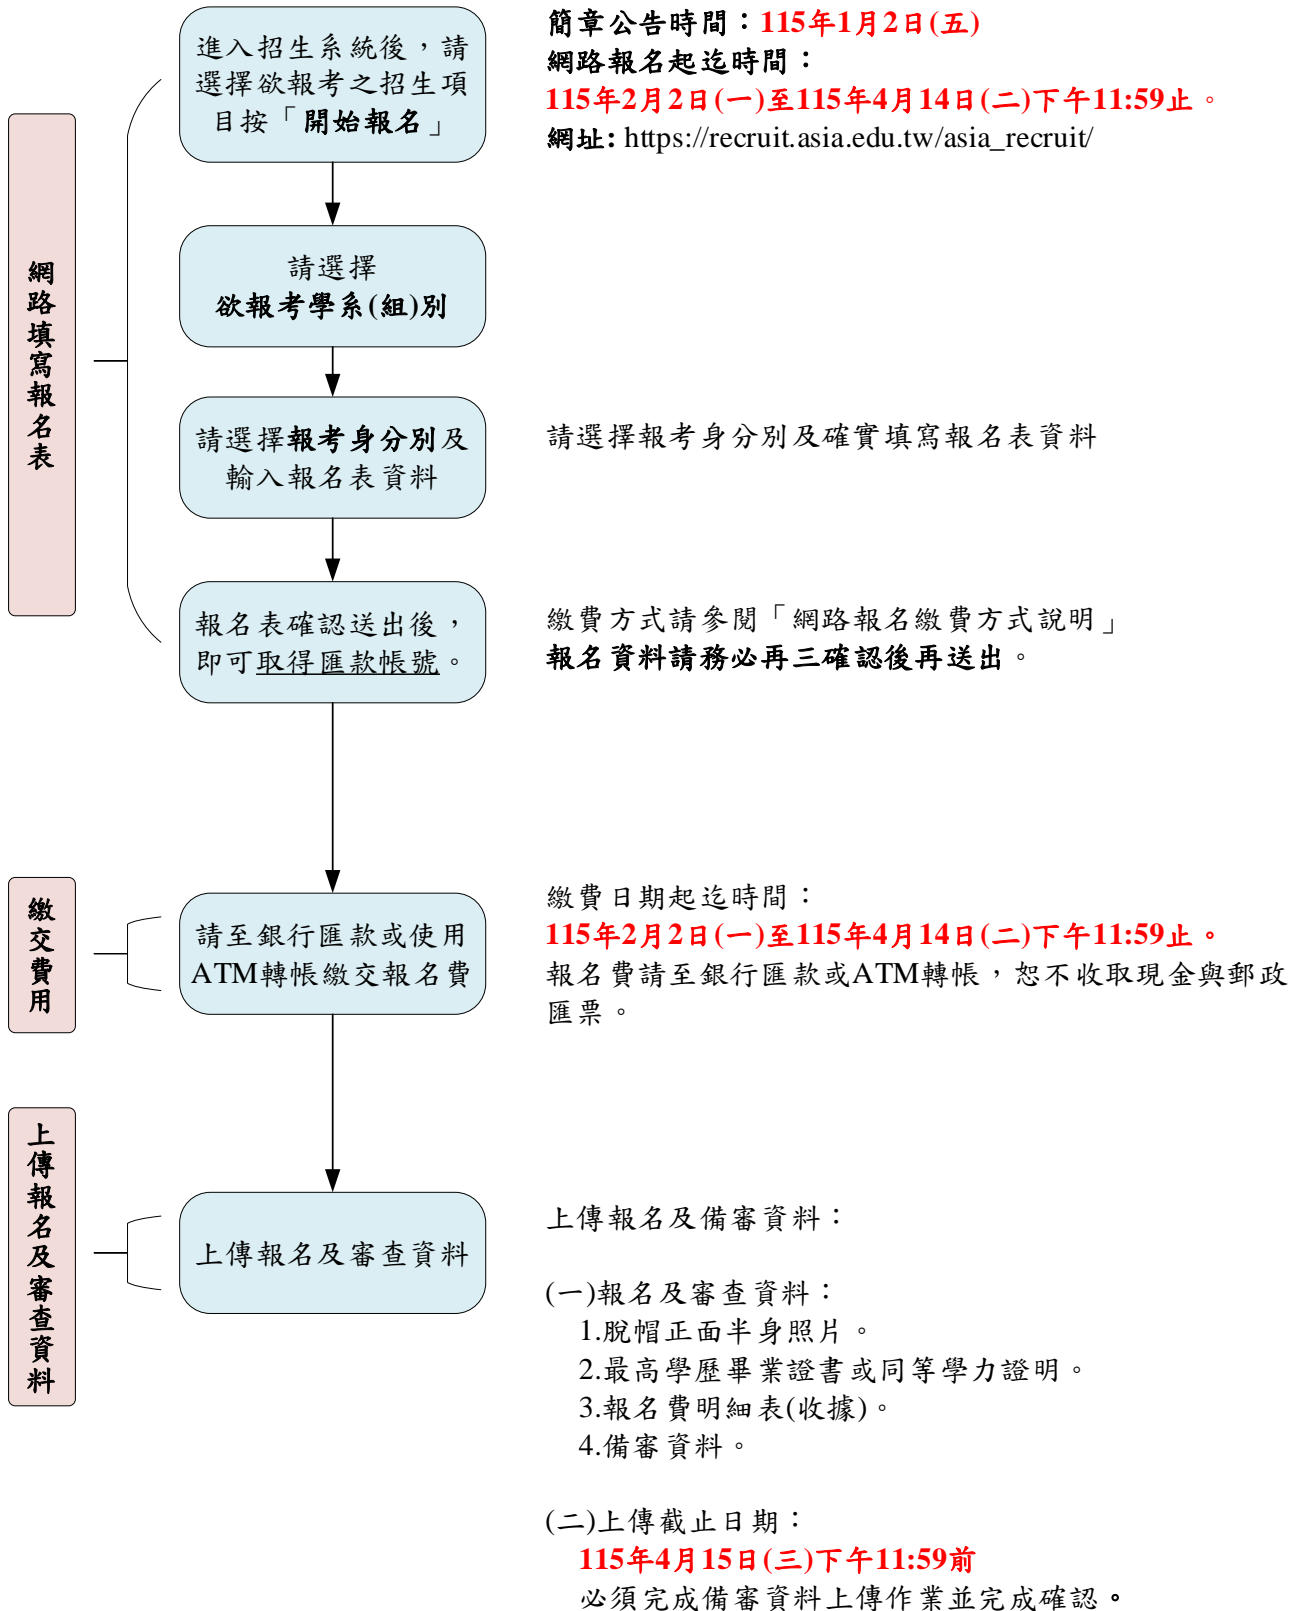 網路填寫報名表
進入招生系統後，請
選擇欲報考之招生項
目按「開始報名」
簡章公告時間：115年1月2日(五)
網路報名起迄時間：
115年2月2日(一)至115年4月14日(二)下午11:59止。
網址: https://recruit.asia.edu.tw/asia_recruit/
請選擇
欲報考學系(組)別
請選擇報考身分別及
輸入報名表資料
請選擇報考身分別及確實填寫報名表資料
報名表確認送出後，
即可取得匯款帳號。
繳費方式請參閱「網路報名繳費方式說明」
報名資料請務必再三確認後再送出。
繳交費用
請至銀行匯款或使用
ATM轉帳繳交報名費
繳費日期起迄時間：
115年2月2日(一)至115年4月14日(二)下午11:59止。
報名費請至銀行匯款或ATM轉帳，恕不收取現金與郵政
匯票。
上傳報名及審查資料
上傳報名及審查資料
上傳報名及備審資料：
(一)報名及審查資料：
1.脫帽正面半身照片。
2.最高學歷畢業證書或同等學力證明。
3.報名費明細表(收據)。
4.備審資料。
(二)上傳截止日期：
115年4月15日(三)下午11:59前
必須完成備審資料上傳作業並完成確認。